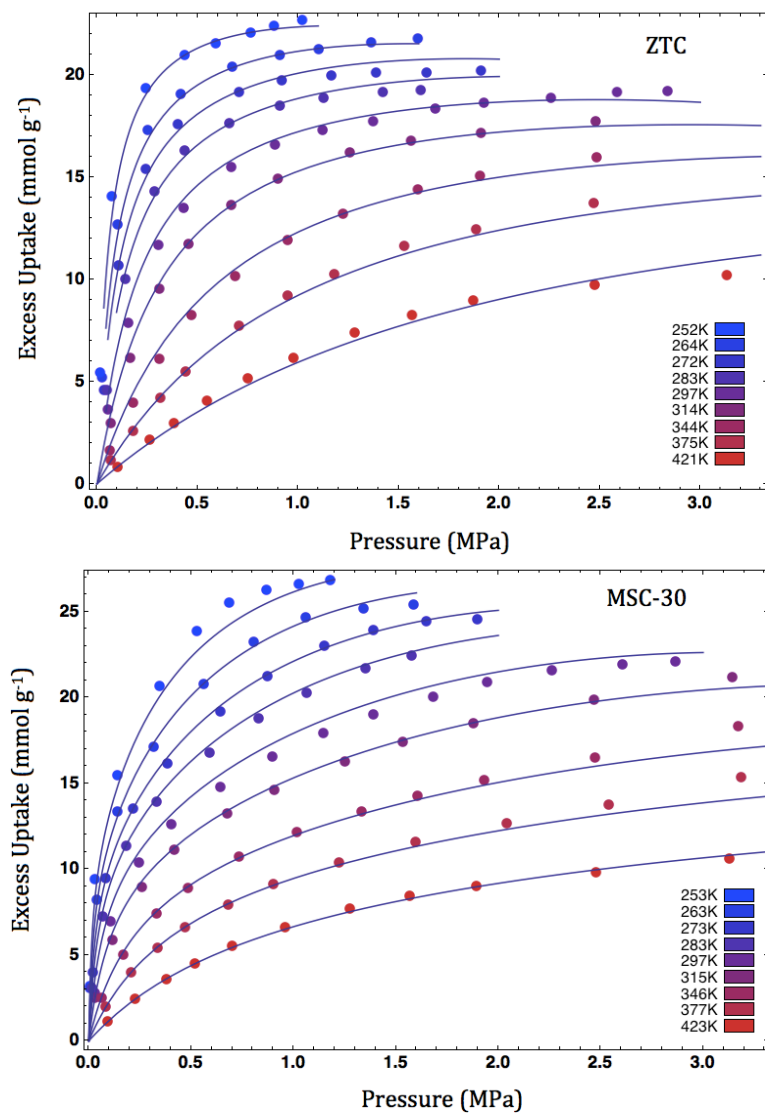 ZTC
Excess Uptake (mmol g-1)
20
15
10
5
0
252K
264K
272K
283K
297K
314K
344K
375K
421K
0.0 0.5 1.0 1.5 2.0 2.5 3.0
Pressure (MPa)
MSC-30
Excess Uptake (mmol g-1)
25
20
15
10
5
0
253K
263K
273K
283K
297K
315K
346K
377K
423K
0.0 0.5 1.0 1.5 2.0 2.5 3.0
Pressure (MPa)